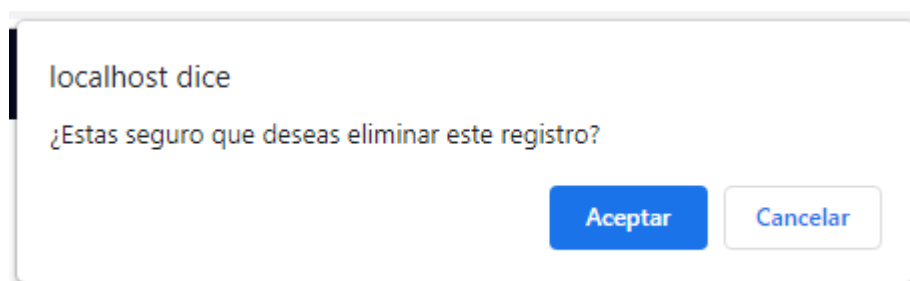 localhost dice
¿Estas seguro que deseas eliminar este registro?
Aceptar Cancelar